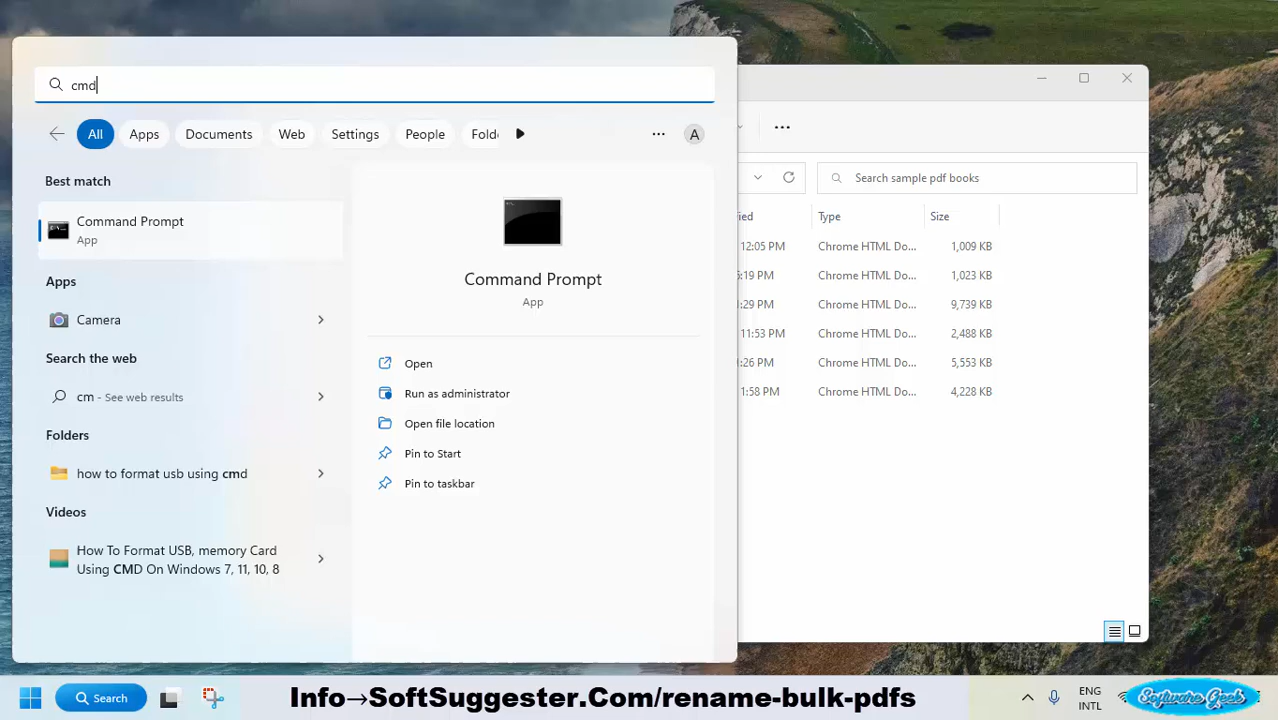 cmd
All Apps Documents Web Settings People Folde ... A
Best match
Command Prompt
App
Apps
Camera
Search the web
cm - See web results
Folders
how to format usb using cmd
Videos
How To Format USB, memory Card
Using CMD On Windows 7, 11, 10, 8
Command Prompt
App
Open
Run as administrator
Open file location
Pin to Start
Pin to taskbar
Search sample pdf books
ied Type Size
12:05 PM Chrome HTML Do... 1,009 KB
:19 PM Chrome HTML Do... 1,023 KB
:29 PM Chrome HTML Do... 9,739 KB
11:53 PM Chrome HTML Do... 2,488 KB
:26 PM Chrome HTML Do... 5,553 KB
1:58 PM Chrome HTML Do... 4,228 KB
Search
Info→SoftSuggester.Com/rename-bulk-pdfs
ENG
INTL
Software Geek